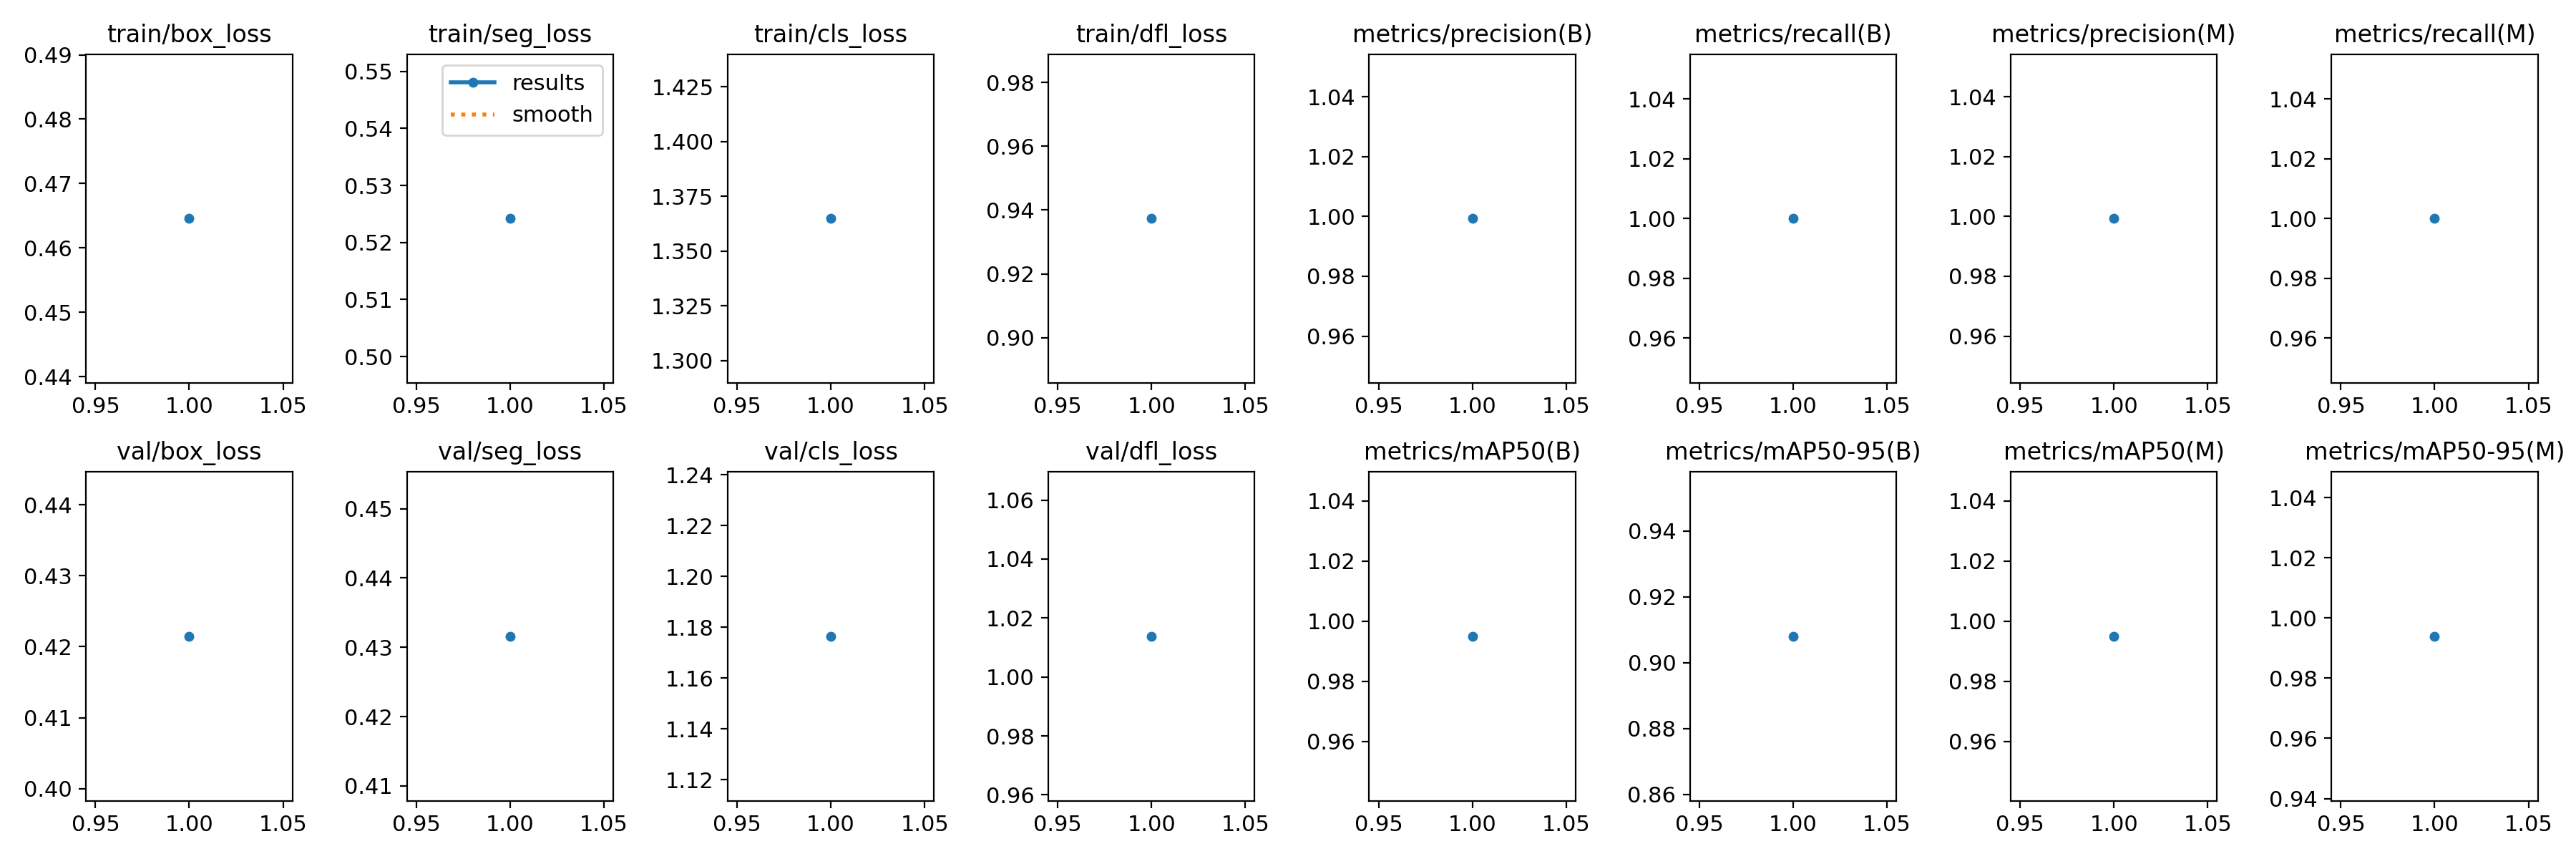 train/box_loss
0.49
0.48
0.47
0.46
0.45
0.44
0.95 1.00 1.05
train/seg_loss
results
smooth
0.55
0.54
0.53
0.52
0.51
0.50
0.95 1.00 1.05
train/cls_loss
1.425
1.400
1.375
1.350
1.325
1.300
0.95 1.00 1.05
train/dfl_loss
0.98
0.96
0.94
0.92
0.90
0.95 1.00 1.05
metrics/precision(B)
1.04
1.02
1.00
0.98
0.96
0.95 1.00 1.05
metrics/recall(B)
1.04
1.02
1.00
0.98
0.96
0.95 1.00 1.05
metrics/precision(M)
1.04
1.02
1.00
0.98
0.96
0.95 1.00 1.05
metrics/recall(M)
1.04
1.02
1.00
0.98
0.96
0.95 1.00 1.05
val/box_loss
0.44
0.43
0.42
0.41
0.40
0.95 1.00 1.05
val/seg_loss
0.45
0.44
0.43
0.42
0.41
0.95 1.00 1.05
val/cls_loss
1.24
1.22
1.20
1.18
1.16
1.14
1.12
0.95 1.00 1.05
val/dfl_loss
1.06
1.04
1.02
1.00
0.98
0.96
0.95 1.00 1.05
metrics/mAP50(B)
1.04
1.02
1.00
0.98
0.96
0.95 1.00 1.05
metrics/mAP50-95(B)
0.94
0.92
0.90
0.88
0.86
0.95 1.00 1.05
metrics/mAP50(M)
1.04
1.02
1.00
0.98
0.96
0.95 1.00 1.05
metrics/mAP50-95(M)
1.04
1.02
1.00
0.98
0.96
0.94
0.95 1.00 1.05